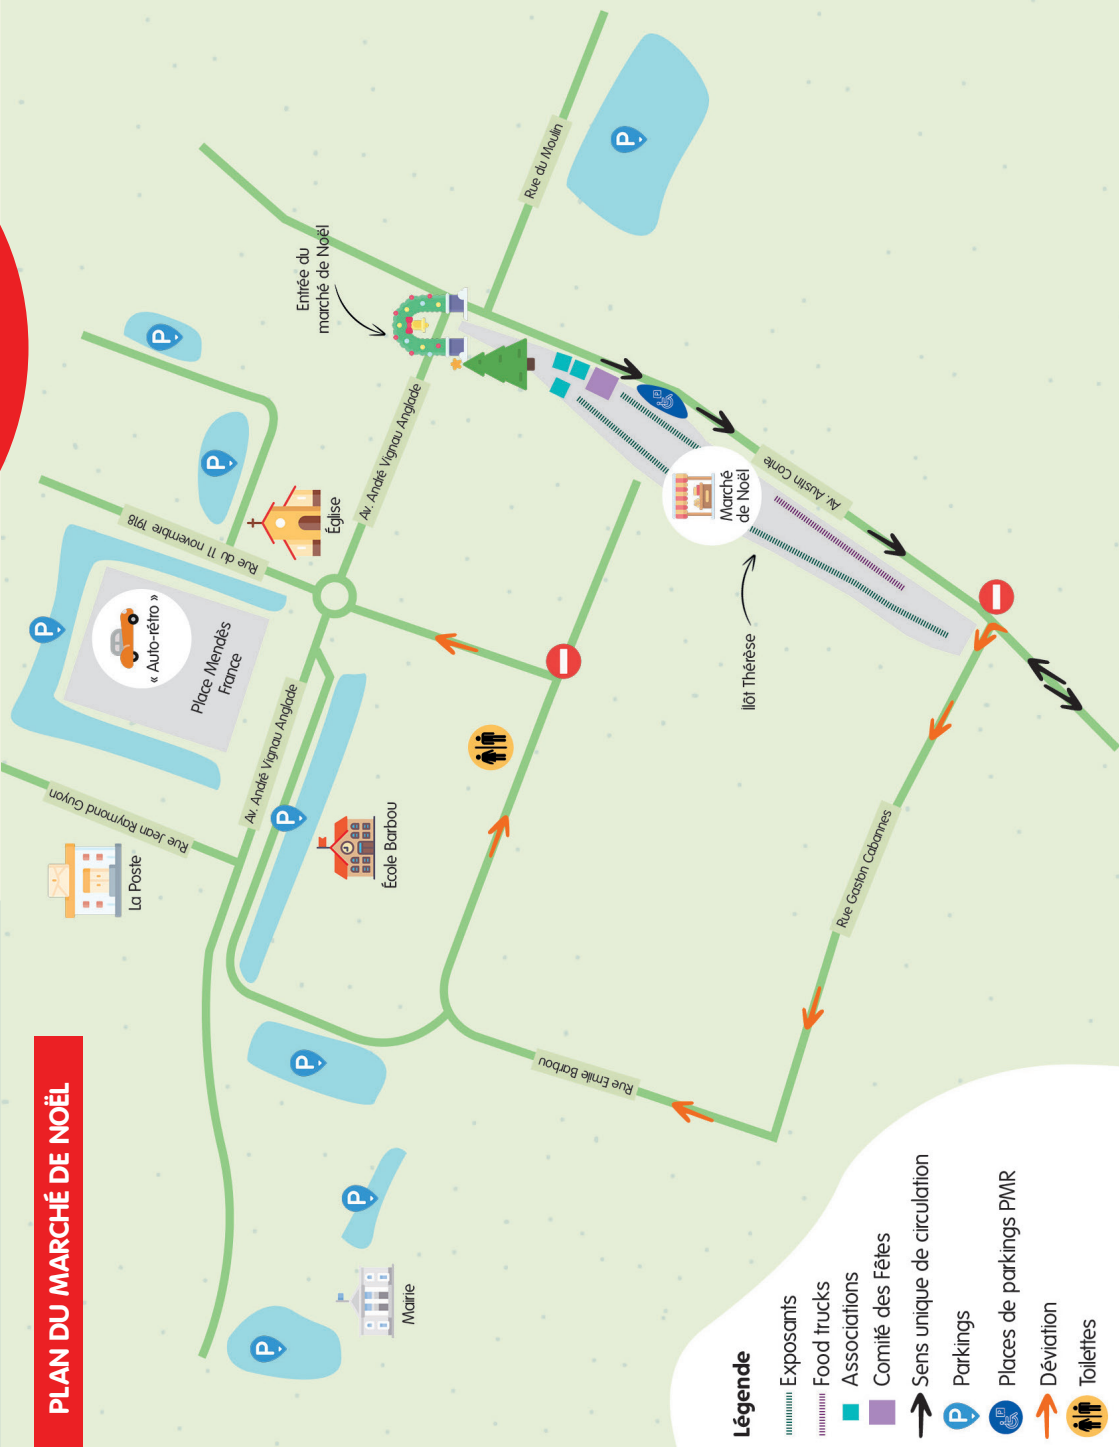 PLAN DU MARCHÉ DE NOËL
Mairie
La Poste
Rue Jean Raymond Guyon
P
Av. André Vignau Anglade
École Barbou
« Auto-rétro »
Place Mendès
France
Rue du 11 novembre 1918
Église
Av. André Vignau Anglade
Entrée du
marché de Noël
Rue du Moulin
Marché
de Noël
Av. Austin Conte
Ilôt Thérèse
Rue Gaston Cabannes
Rue Emile Barbou
P
P
P
P
P
P
P
P
Légende
Exposants
Food trucks
Associations
Comité des Fêtes
Sens unique de circulation
P
Parkings
P
Places de parkings PMR
Déviation
Toilettes